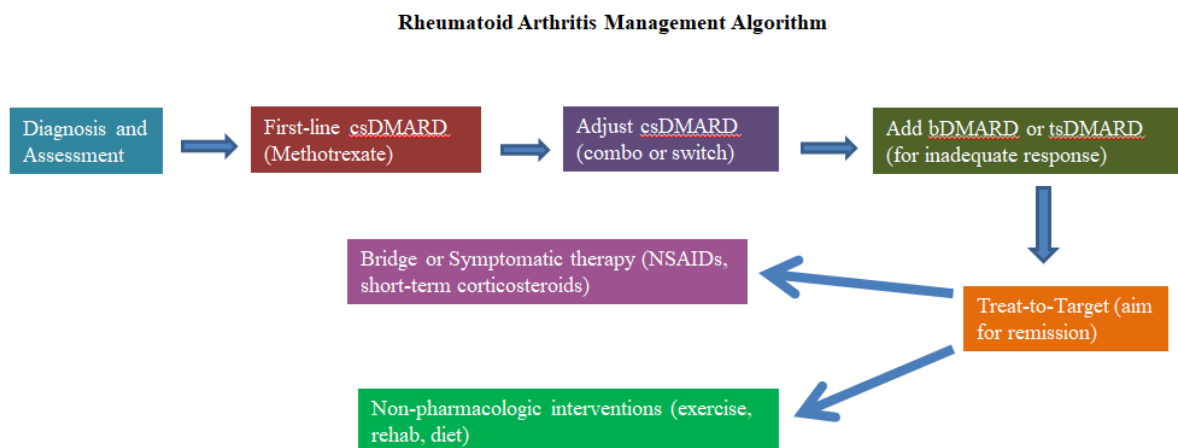 Rheumatoid Arthritis Management Algorithm
Diagnosis and
Assessment
First-line csDMARD
(Methotrexate)
Adjust csDMARD
(combo or switch)
Add bDMARD or tsDMARD
(for inadequate response)
Bridge or Symptomatic therapy (NSAIDs,
short-term corticosteroids)
Treat-to-Target (aim
for remission)
Non-pharmacologic interventions (exercise,
rehab, diet)